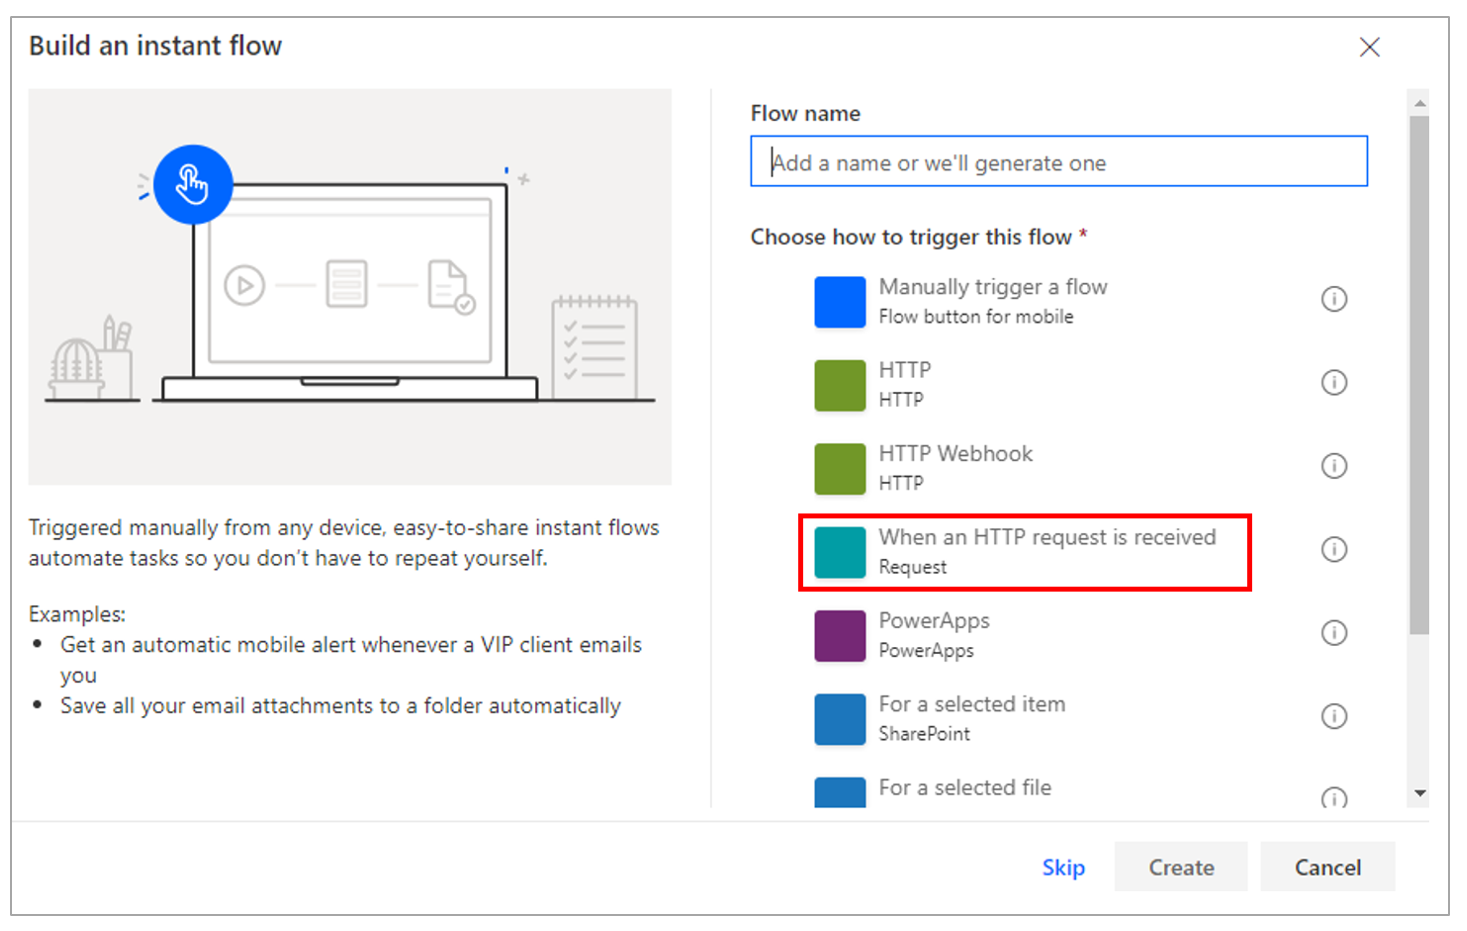 Build an instant flow
Triggered manually from any device, easy-to-share instant flows
automate tasks so you don’t have to repeat yourself.
Examples:
Get an automatic mobile alert whenever a VIP client emails
you
Save all your email attachments to a folder automatically
Flow name
Add a name or we'll generate one
Choose how to trigger this flow *
Manually trigger a flow
Flow button for mobile
HTTP
HTTP
HTTP Webhook
HTTP
When an HTTP request is received
Request
PowerApps
PowerApps
For a selected item
SharePoint
For a selected file
Skip
Create
Cancel